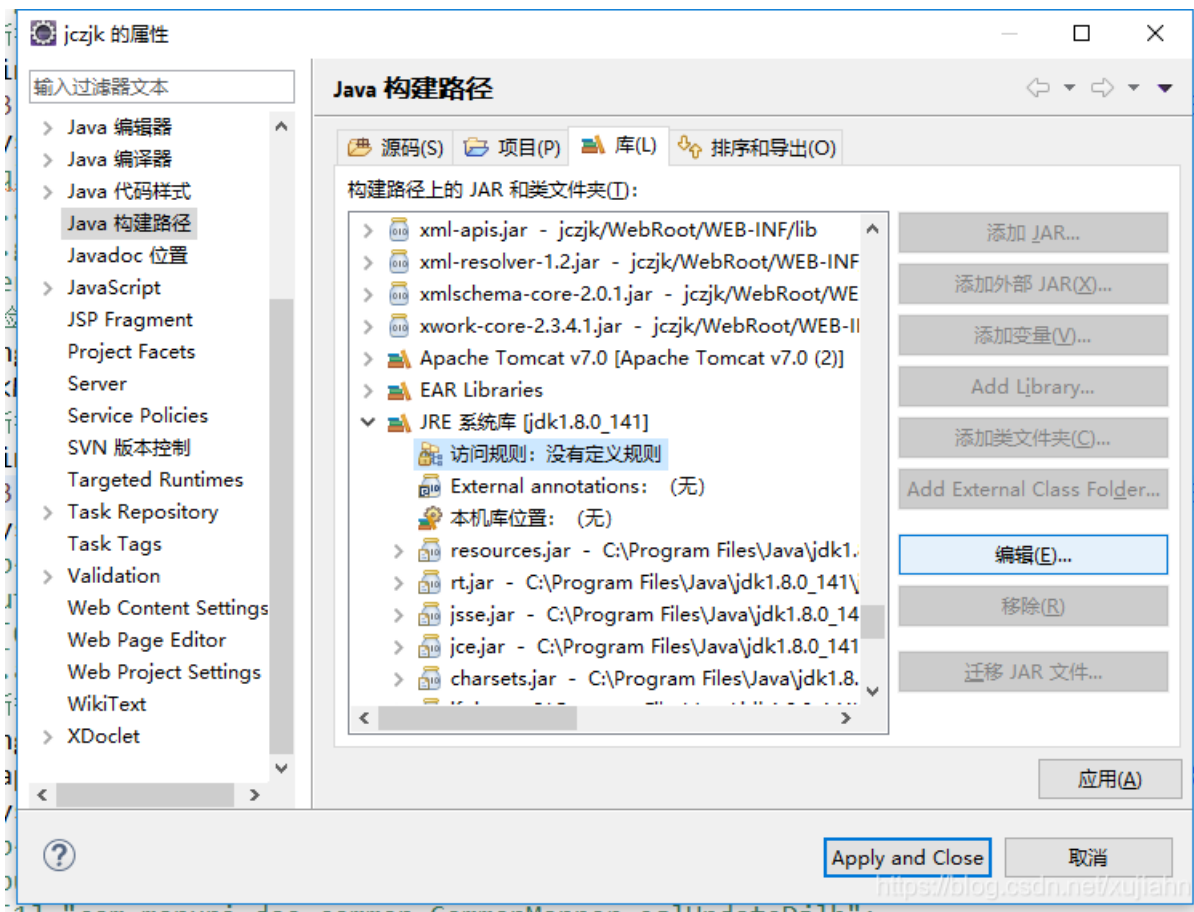 jczjk 的属性
输入过滤器文本
Java 编辑器
Java 编译器
Java 代码样式
Java 构建路径
Javadoc 位置
JavaScript
JSP Fragment
Project Facets
Server
Service Policies
SVN 版本控制
Targeted Runtimes
Task Repository
Task Tags
Validation
Web Content Settings
Web Page Editor
Web Project Settings
WikiText
XDoclet
Java 构建路径
源码(S) 项目(P) 库(L) 排序和导出(O)
构建路径上的 JAR 和类文件夹(T):
xml-apis.jar - jczjk/WebRoot/WEB-INF/lib
xml-resolver-1.2.jar - jczjk/WebRoot/WEB-INF
xmlschema-core-2.0.1.jar - jczjk/WebRoot/WE
xwork-core-2.3.4.1.jar - jczjk/WebRoot/WEB-I
Apache Tomcat v7.0 [Apache Tomcat v7.0 (2)]
EAR Libraries
JRE 系统库 [jdk1.8.0_141]
访问规则：没有定义规则
External annotations: (无)
本机库位置: (无)
resources.jar - C:\Program Files\Java\jdk1.
rt.jar - C:\Program Files\Java\jdk1.8.0_141\
jsse.jar - C:\Program Files\Java\jdk1.8.0_14
jce.jar - C:\Program Files\Java\jdk1.8.0_141
charsets.jar - C:\Program Files\Java\jdk1.8.
添加 JAR...
添加外部 JAR(X)...
添加变量(V)...
Add Library...
添加类文件夹(C)...
Add External Class Folder...
编辑(E)...
移除(R)
迁移 JAR 文件...
应用(A)
Apply and Close
取消
https://blog.csdn.net/xujiahn